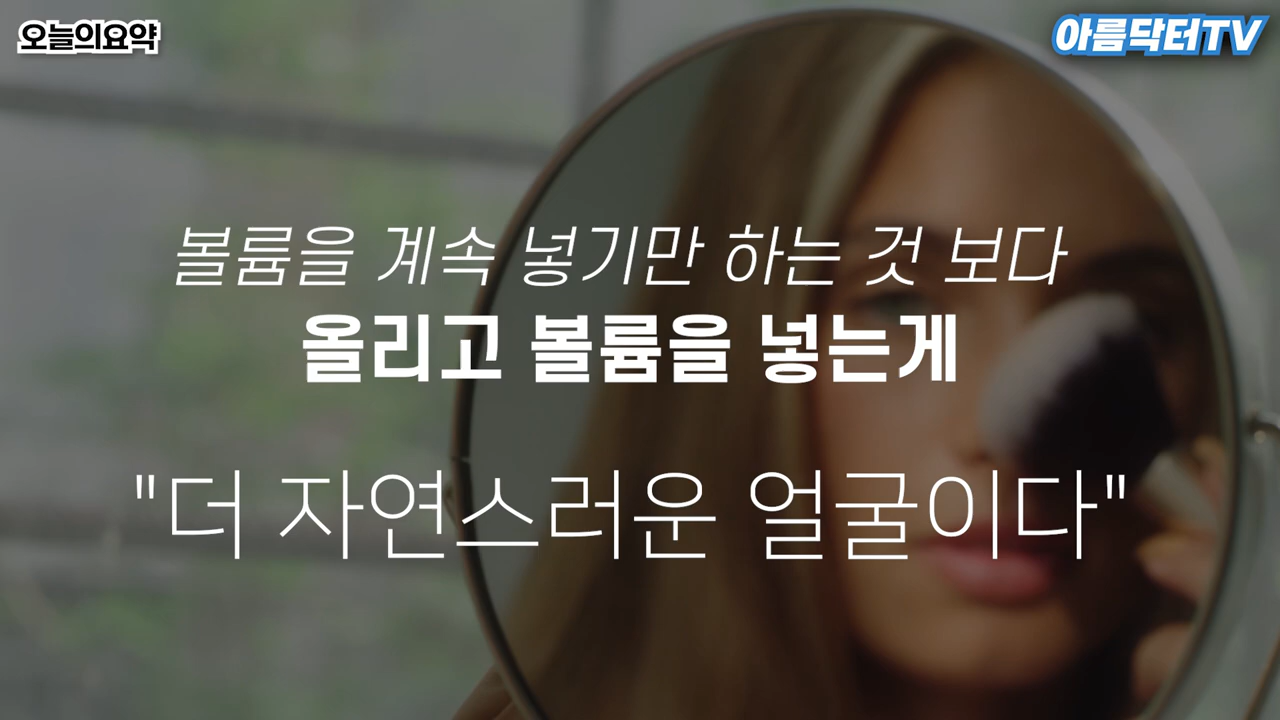 오늘의요약
아름닥터TV
볼륨을 계속 넣기만 하는 것 보다
올리고 볼륨을 넣는게
"더 자연스러운 얼굴이다"